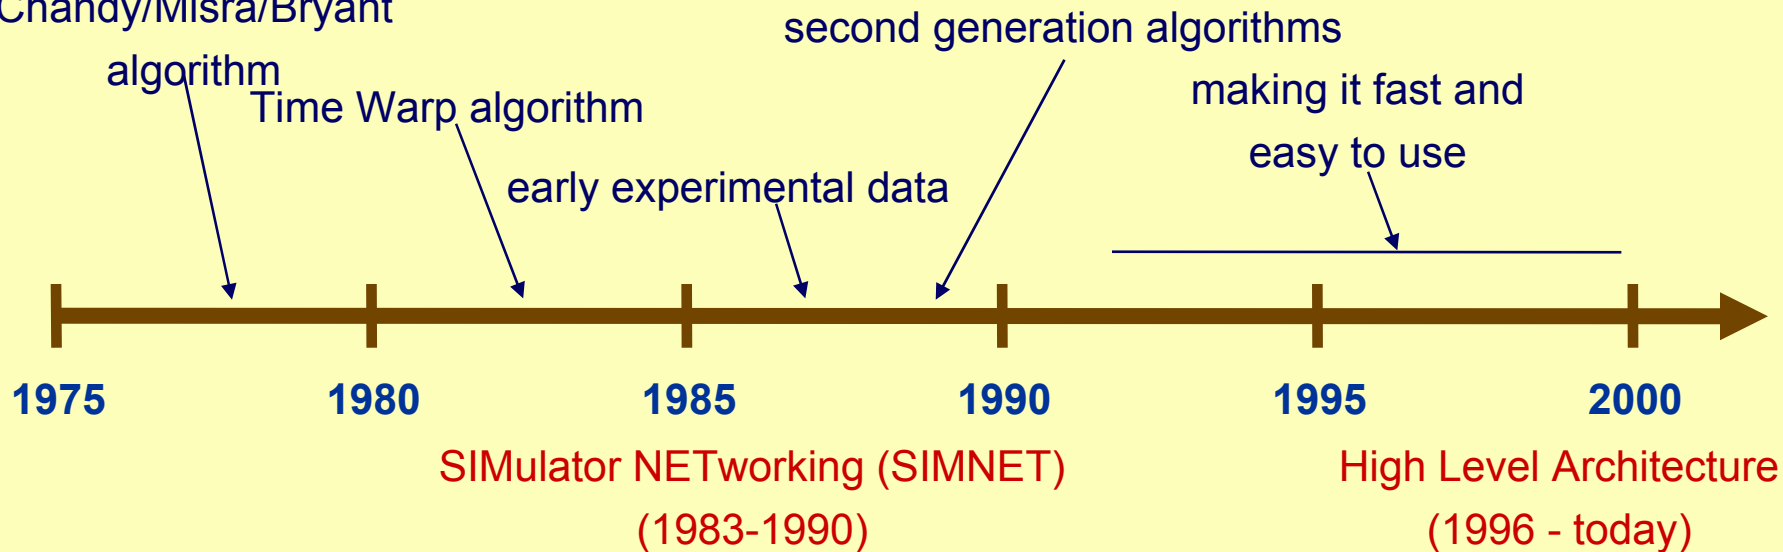 Chandy/Misra/Bryant
algorithm
Time Warp algorithm
early experimental data
second generation algorithms
making it fast and
easy to use
1975 1980 1985 1990 1995 2000
SIMulator NETworking (SIMNET)
(1983-1990)
High Level Architecture
(1996 - today)